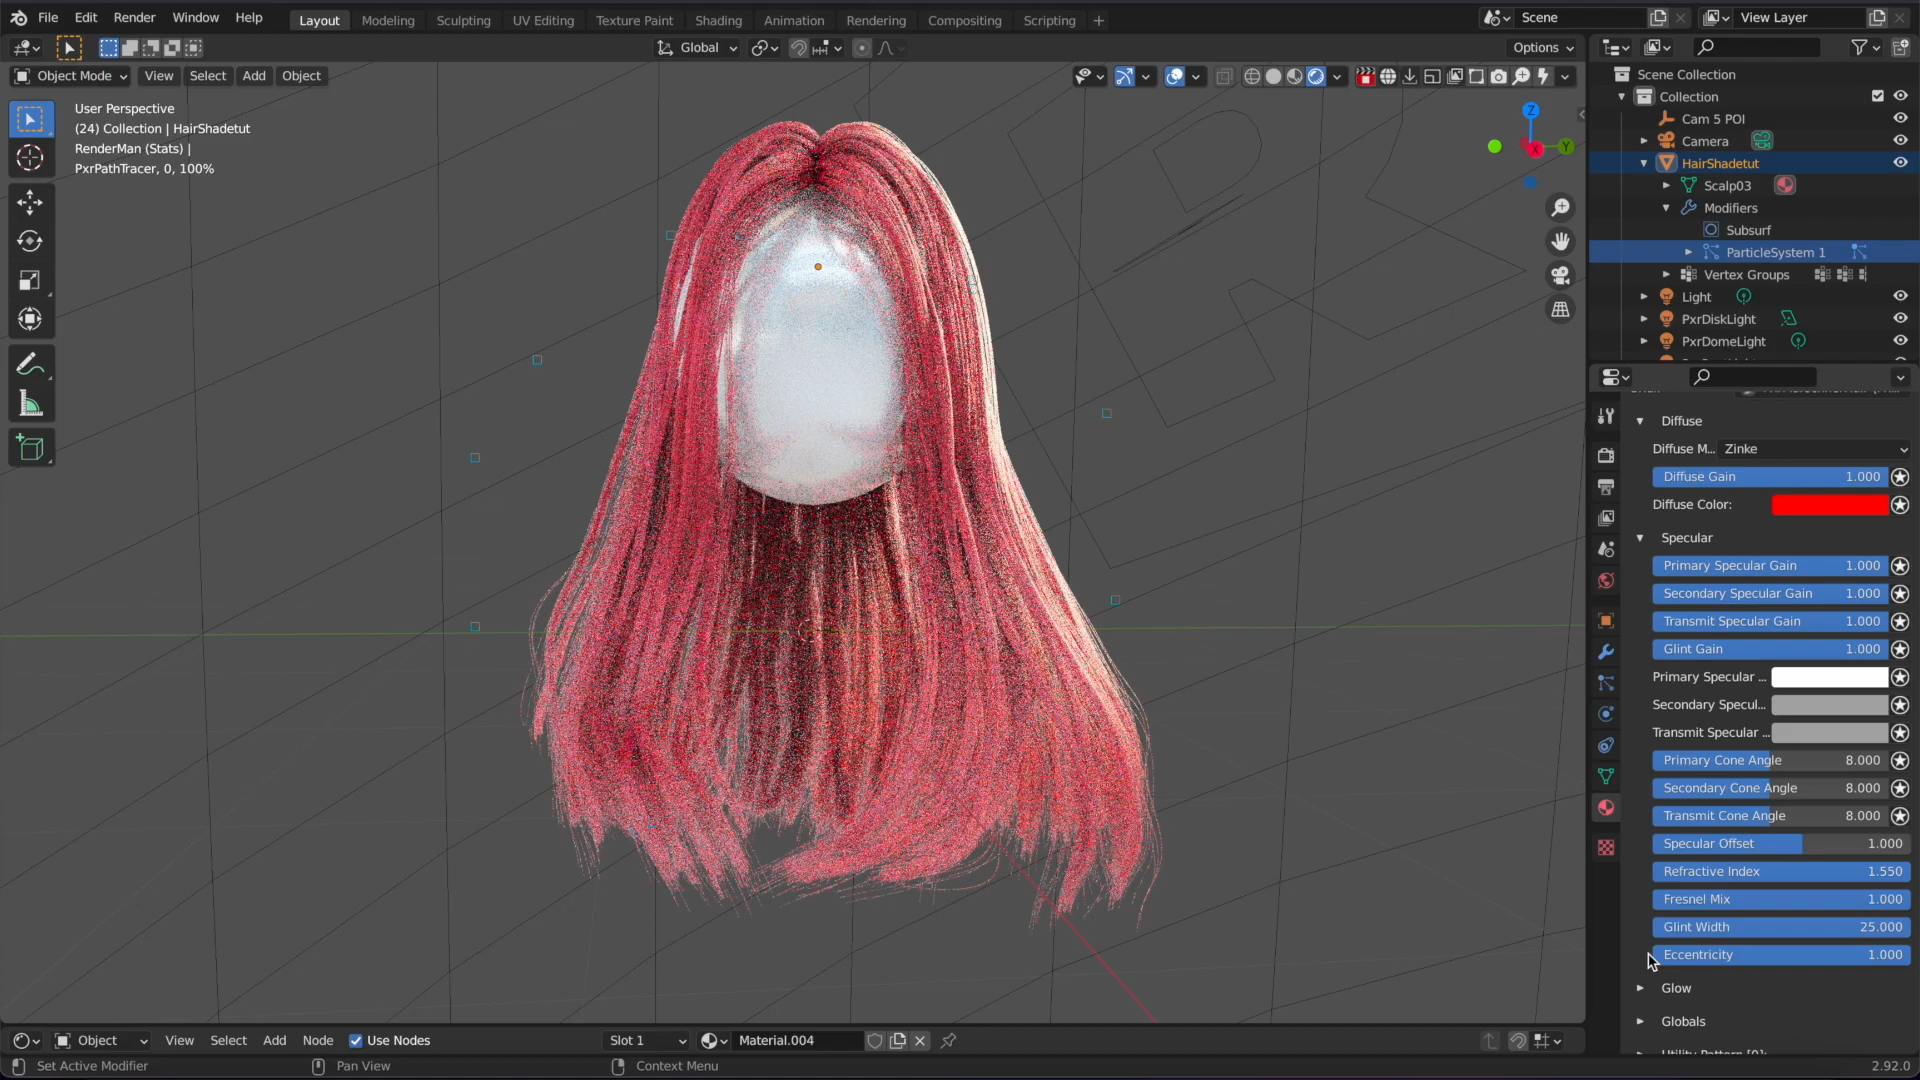 File Edit Render Window Help Layout Modeling Sculpting UV Editing Texture Paint Shading Animation Rendering Compositing Scripting + Scene View Layer
Global Options
Object Mode View Select Add Object
User Perspective
(24) Collection | HairShadetut
RenderMan (Stats) |
PxrPathTracer, 0, 100%
Z
X
Y
Scene Collection
Collection
Cam 5 POI
Camera
HairShadetut
Scalp03
Modifiers
Subsurf
ParticleSystem 1
Vertex Groups
Light
PxrDiskLight
PxrDomeLight
Diffuse
Diffuse M... Zinke
Diffuse Gain 1.000
Diffuse Color:
Specular
Primary Specular Gain 1.000
Secondary Specular Gain 1.000
Transmit Specular Gain 1.000
Glint Gain 1.000
Primary Specular ...
Secondary Specul...
Transmit Specular ...
Primary Cone Angle 8.000
Secondary Cone Angle 8.000
Transmit Cone Angle 8.000
Specular Offset 1.000
Refractive Index 1.550
Fresnel Mix 1.000
Glint Width 25.000
Eccentricity 1.000
Glow
Globals
Object View Select Add Node Use Nodes Slot 1 Material.004
Set Active Modifier Pan View Context Menu 2.92.0